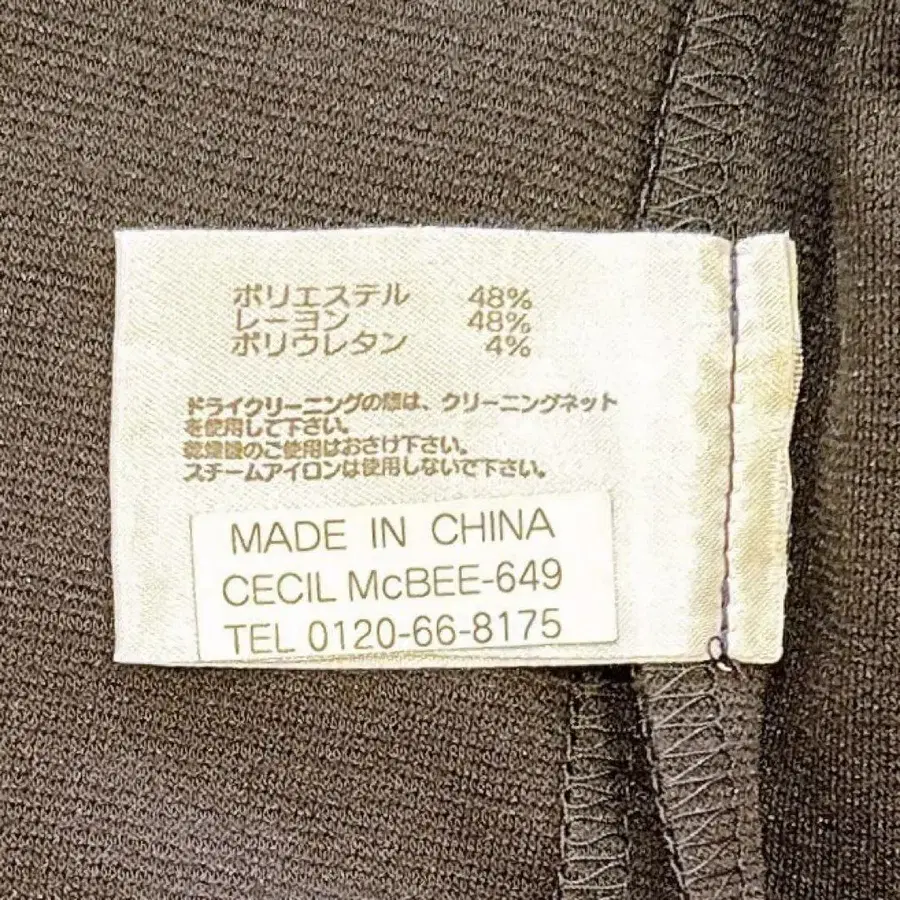 ポリエステル 48%
レーヨン 48%
ポリウレタン 4%
ドライクリーニングの際は、クリーニングネット
を使用して下さい。
乾燥機のご使用はおさけ下さい。
スチームアイロンは使用しないで下さい。
MADE IN CHINA
CECIL McBEE-649
TEL 0120-66-8175